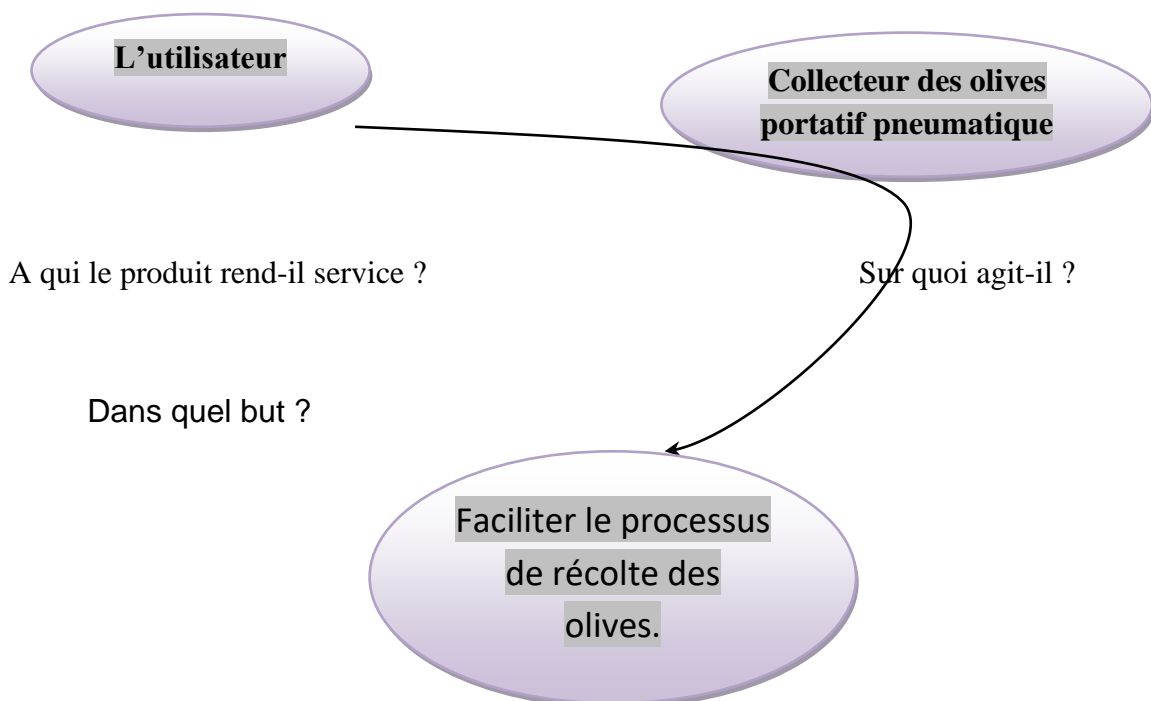 L’utilisateur
Collecteur des olives
portatif pneumatique
A qui le produit rend-il service ?
Sur quoi agit-il ?
Dans quel but ?
Faciliter le processus
de récolte des
olives.